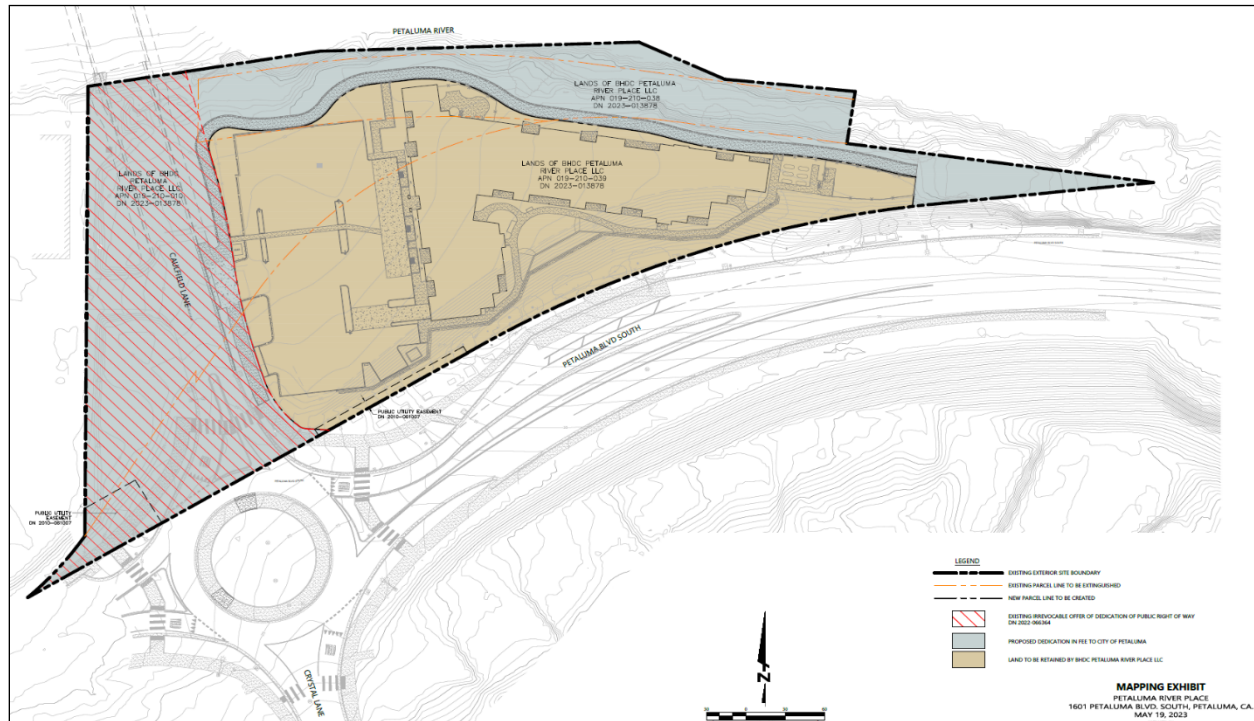 PETALUMA RIVER
LANDS OF BHDC PETALUMA
RIVER PLACE LLC
APN 019-210-038
DN 2023-013878
LANDS OF BHDC PETALUMA
RIVER PLACE LLC
APN 019-210-039
DN 2023-013878
LANDS OF BHDC
PETALUMA
RIVER PLACE LLC
APN 019-210-010
DN 2023-013878
CAULFIELD LANE
PETALUMA BLVD SOUTH
PUBLIC UTILITY EASEMENT
DN 2010-081007
PUBLIC UTILITY
EASEMENT
DN 2010-081007
CRYSTAL LANE
LEGEND
EXISTING EXTERIOR SITE BOUNDARY
EXISTING PARCEL LINE TO BE EXTINGUISHED
NEW PARCEL LINE TO BE CREATED
EXISTING IRREVOCABLE OFFER OF DEDICATION OF PUBLIC RIGHT OF WAY
DN 2022-066364
PROPOSED DEDICATION IN FEE TO CITY OF PETALUMA
LAND TO BE RETAINED BY BHDC PETALUMA RIVER PLACE LLC
N
MAPPING EXHIBIT
PETALUMA RIVER PLACE
1601 PETALUMA BLVD. SOUTH, PETALUMA, CA.
MAY 19, 2023